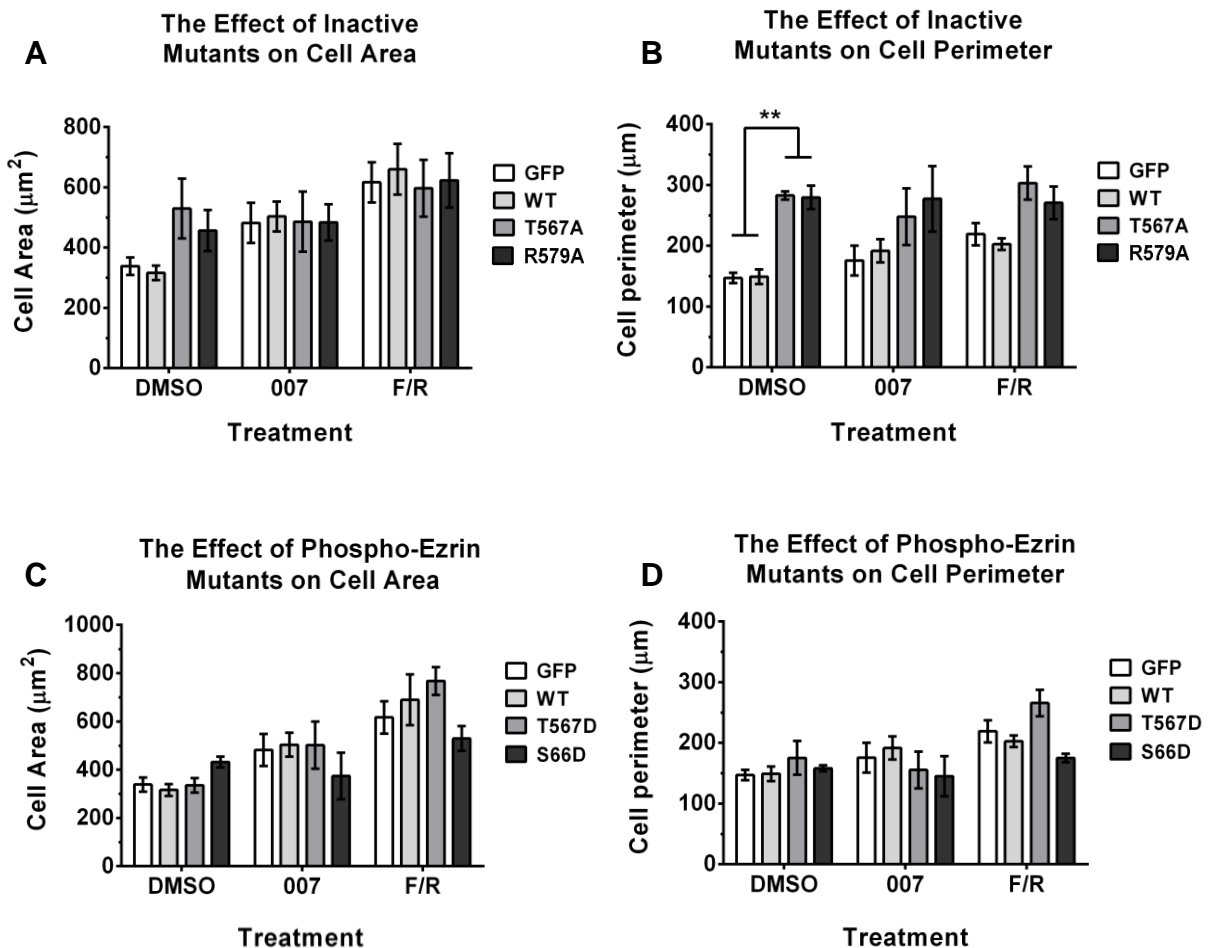 A
The Effect of Inactive
Mutants on Cell Area
Cell Area (μm²)
800
600
400
200
0
DMSO 007 F/R
Treatment
GFP
WT
T567A
R579A
B
The Effect of Inactive
Mutants on Cell Perimeter
Cell perimeter (μm)
400
300
200
100
0
**
DMSO 007 F/R
Treatment
GFP
WT
T567A
R579A
C
The Effect of Phospho-Ezrin
Mutants on Cell Area
Cell Area (μm²)
1000
800
600
400
200
0
DMSO 007 F/R
Treatment
GFP
WT
T567D
S66D
D
The Effect of Phospho-Ezrin
Mutants on Cell Perimeter
Cell perimeter (μm)
400
300
200
100
0
DMSO 007 F/R
Treatment
GFP
WT
T567D
S66D